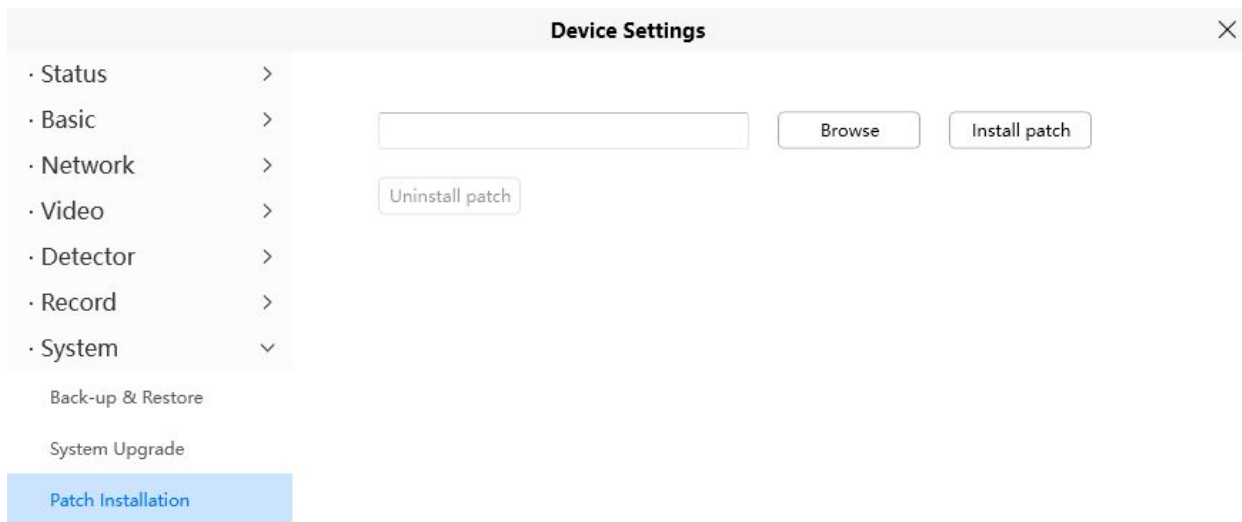 Device Settings
· Status
· Basic
· Network
· Video
· Detector
· Record
· System
Back-up & Restore
System Upgrade
Patch Installation
Browse
Install patch
Uninstall patch